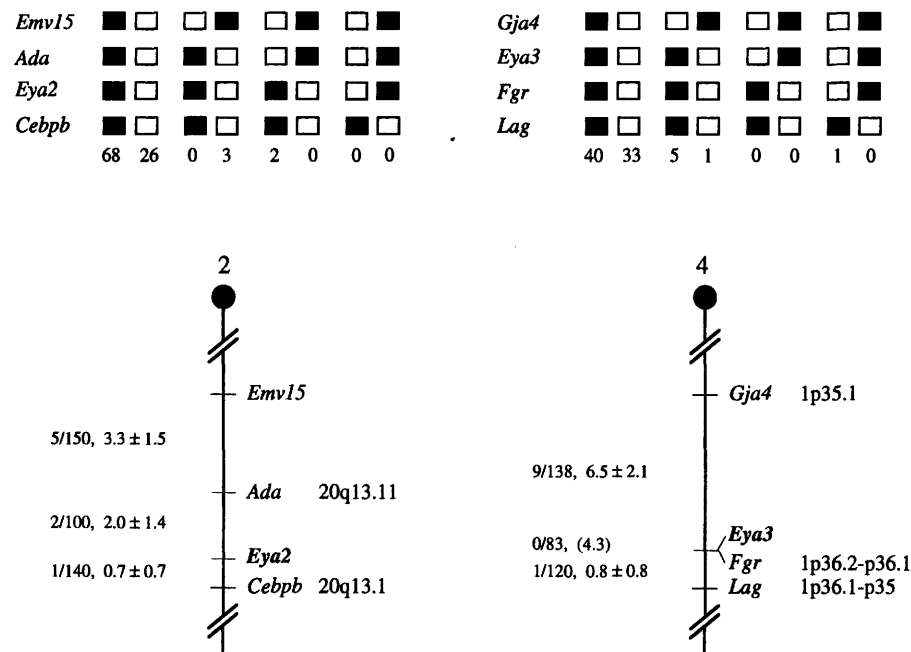 Emv15
Ada
Eya2
Cebpb
68 26 0 3 2 0 0 0
Gja4
Eya3
Fgr
Lag
40 33 5 1 0 0 1 0
2
Emv15
5/150, 3.3 ± 1.5
Ada 20q13.11
2/100, 2.0 ± 1.4
Eya2
1/140, 0.7 ± 0.7
Cebpb 20q13.1
4
Gja4 1p35.1
9/138, 6.5 ± 2.1
Eya3
0/83, (4.3)
Fgr 1p36.2-p36.1
1/120, 0.8 ± 0.8
Lag 1p36.1-p35